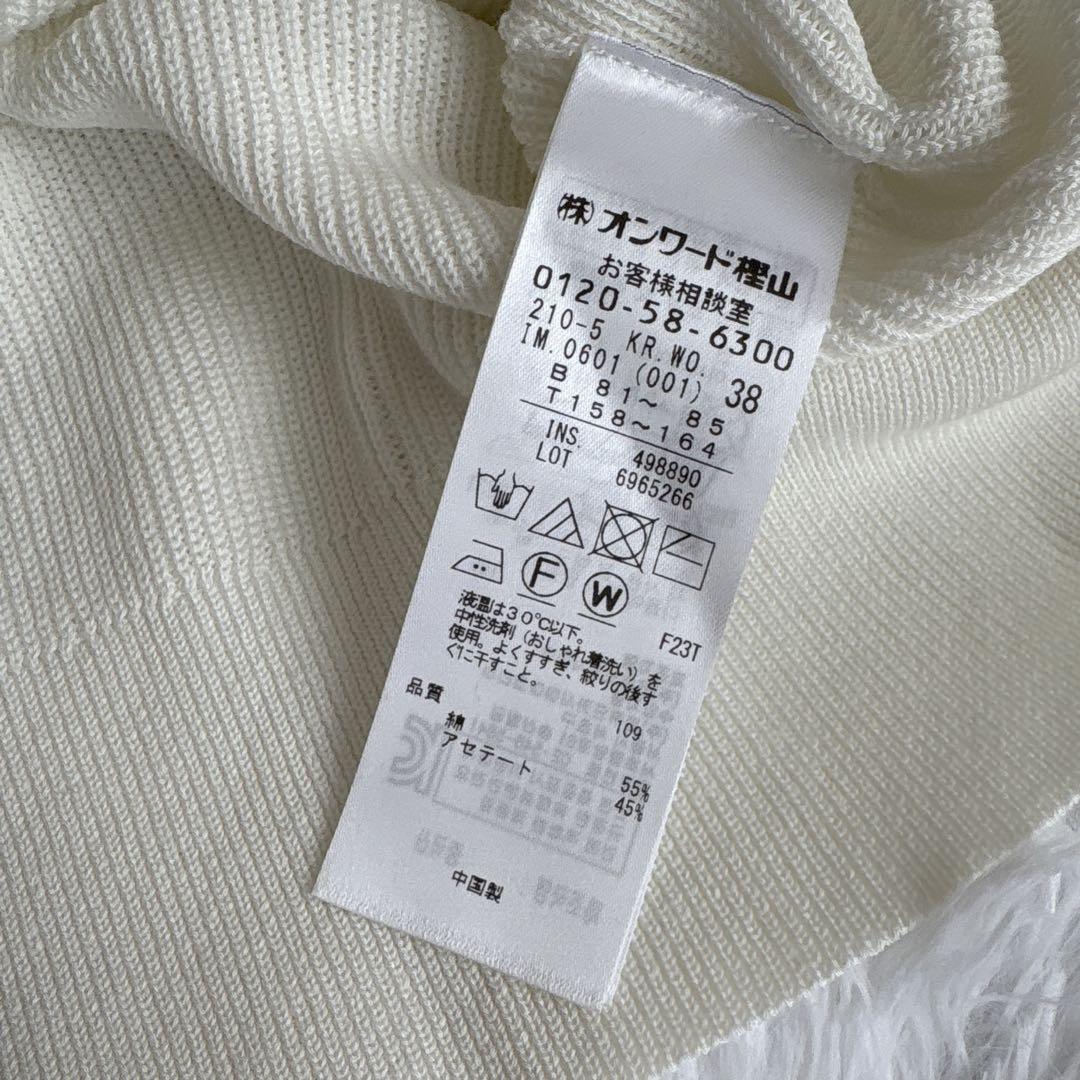 (株)オンワード樫山
お客様相談室
0120-58-6300
210-5 KR.WO.
IM.0601(001) 38
B 81～ 85
T158～164
INS. 498890
LOT 6965266
F
W
液温は30℃以下。
中性洗剤(おしゃれ着洗い)を
使用。よくすすぎ、絞りの後す
ぐに干すこと。
F23T
品質 109
綿 55%
アセテート 45%
中国製